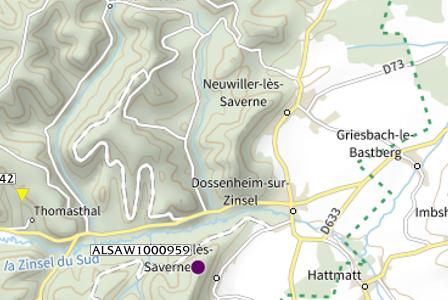 D73
Neuwiller-lès-
Saverne
Griesbach-le-
Bastberg
42
Dossenheim-sur-
Zinsel
Thomasthal
D633
Imbsh
ALSAW1000959
lès-
Saverne
la Zinsel du Sud
Hattmatt